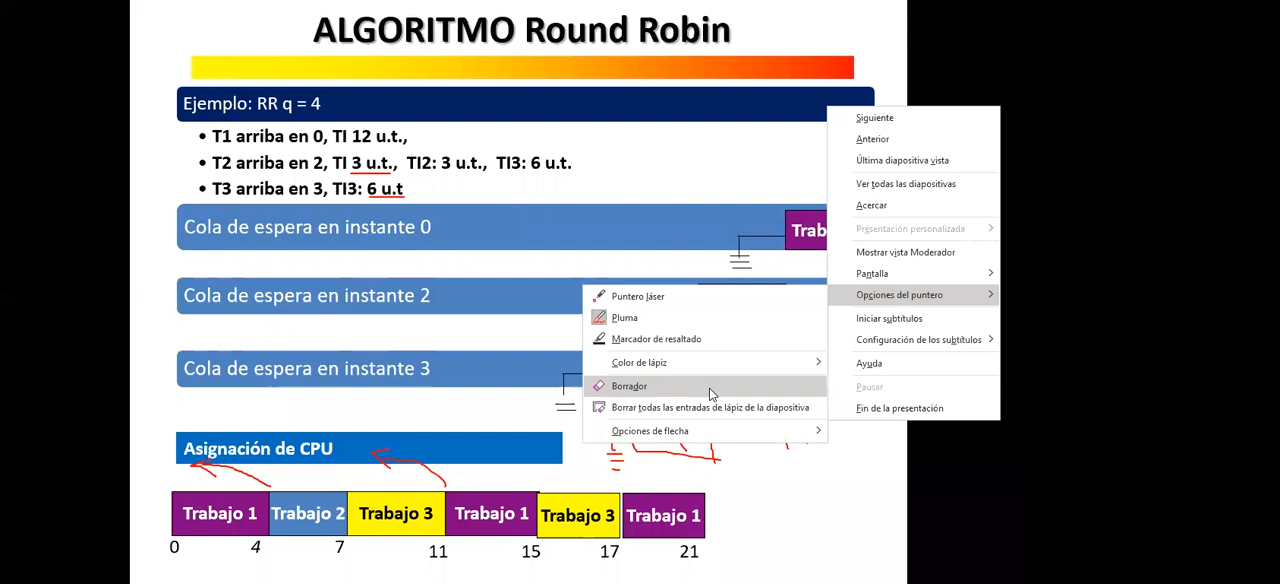 ALGORITMO Round Robin
Ejemplo: RR q = 4
• T1 arriba en 0, TI 12 u.t.,
• T2 arriba en 2, TI 3 u.t., TI2: 3 u.t., TI3: 6 u.t.
• T3 arriba en 3, TI3: 6 u.t
Cola de espera en instante 0
Trab
Cola de espera en instante 2
Cola de espera en instante 3
Siguiente
Anterior
Última diapositiva vista
Ver todas las diapositivas
Acercar
Presentación personalizada
Mostrar vista Moderador
Pantalla
Opciones del puntero
Iniciar subtítulos
Configuración de los subtítulos
Ayuda
Pausar
Fin de la presentación
Puntero láser
Pluma
Marcador de resaltado
Color de lápiz
Borrador
Borrar todas las entradas de lápiz de la diapositiva
Opciones de flecha
Asignación de CPU
Trabajo 1 Trabajo 2 Trabajo 3 Trabajo 1 Trabajo 3 Trabajo 1
0 4 7 11 15 17 21